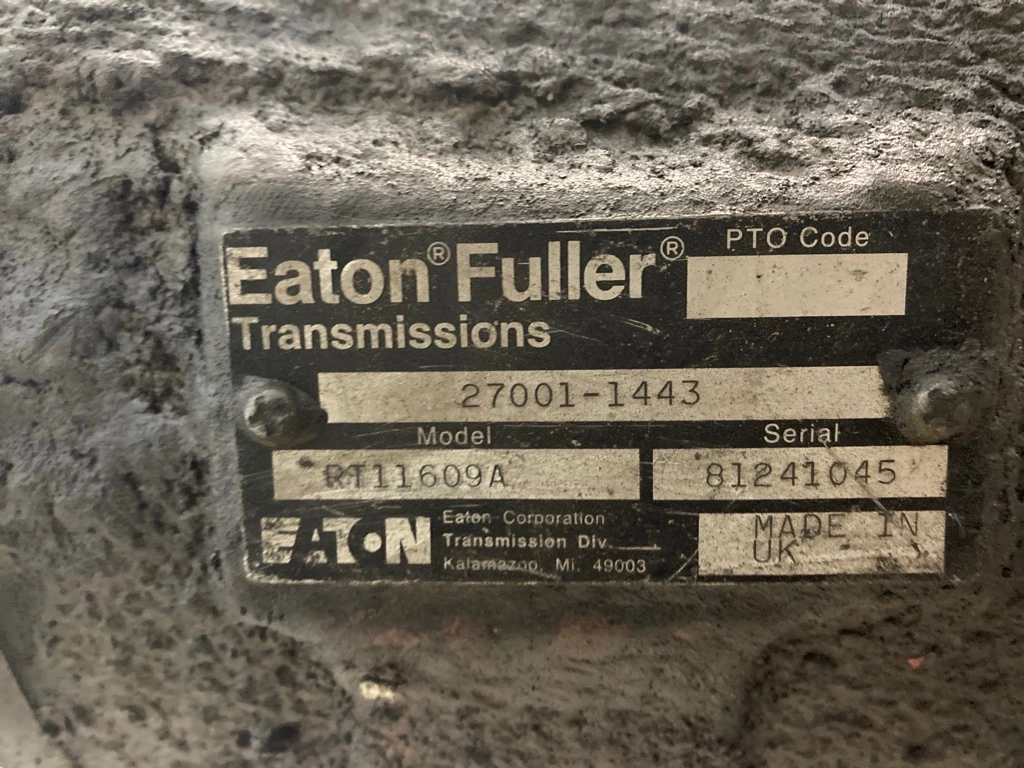 Eaton® Fuller®
PTO Code
Transmissions
27001-1443
Model
Serial
RT11609A
81241045
EATON
Eaton Corporation
Transmission Div.
Kalamazoo, Mi. 49003
MADE IN
UK